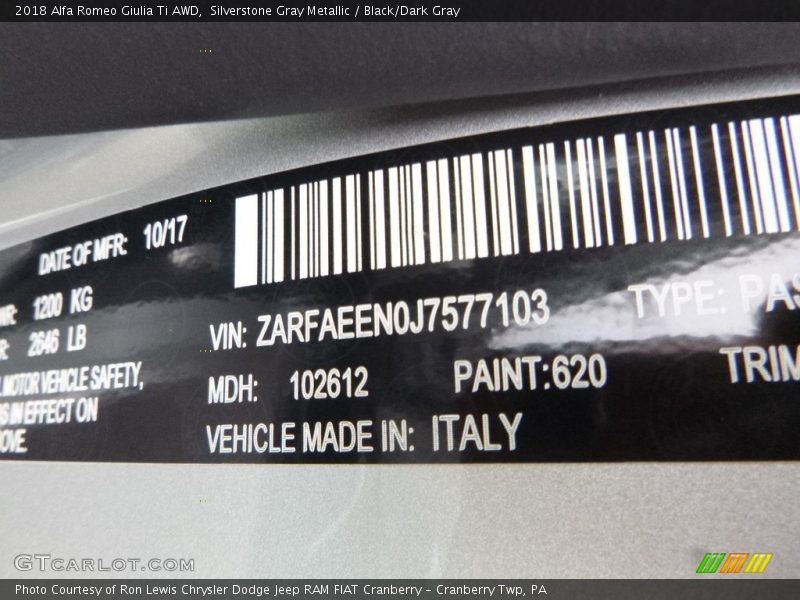 2018 Alfa Romeo Giulia Ti AWD, Silverstone Gray Metallic / Black/Dark Gray
DATE OF MFR: 10/17
1200 KG
2646 LB
MOTOR VEHICLE SAFETY,
IN EFFECT ON
VIN: ZARFAEEN0J7577103
TYPE:
MDH: 102612
PAINT:620
TRIM
VEHICLE MADE IN: ITALY
GTCARLOT.COM
Photo Courtesy of Ron Lewis Chrysler Dodge Jeep RAM FIAT Cranberry – Cranberry Twp, PA